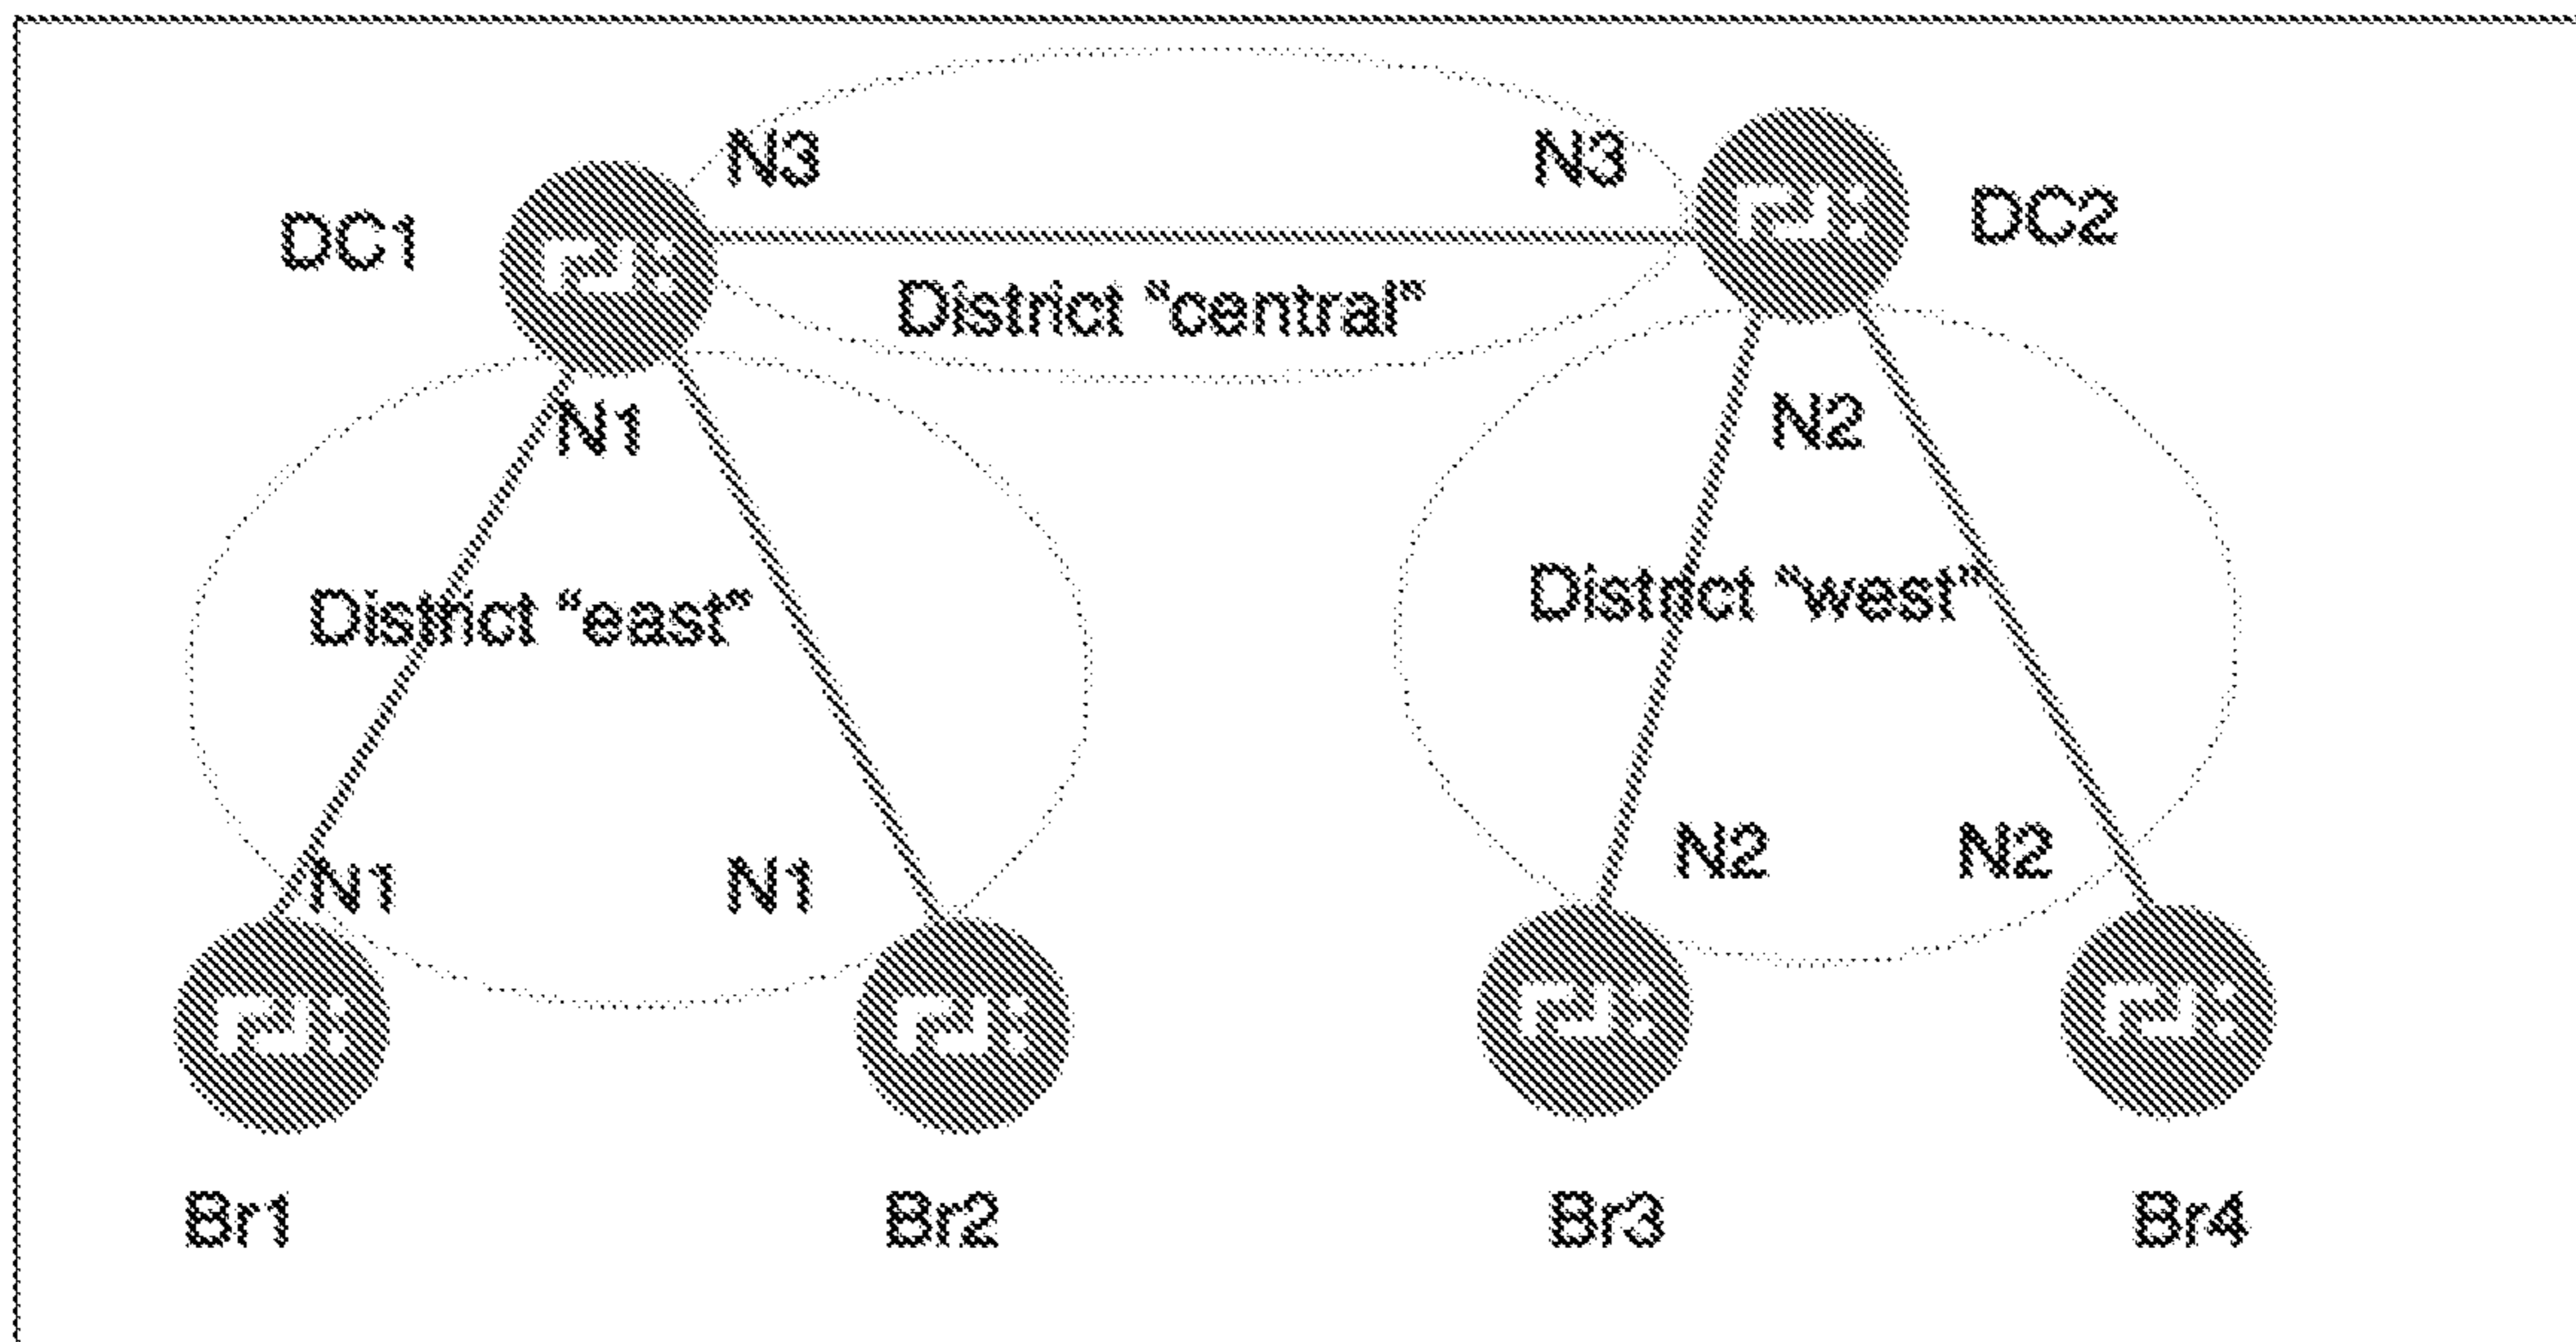 N3
N3
DC1
DC2
District "central"
N1
N2
District "east"
District "west"
N1
N1
N2
N2
Br1
Br2
Br3
Br4